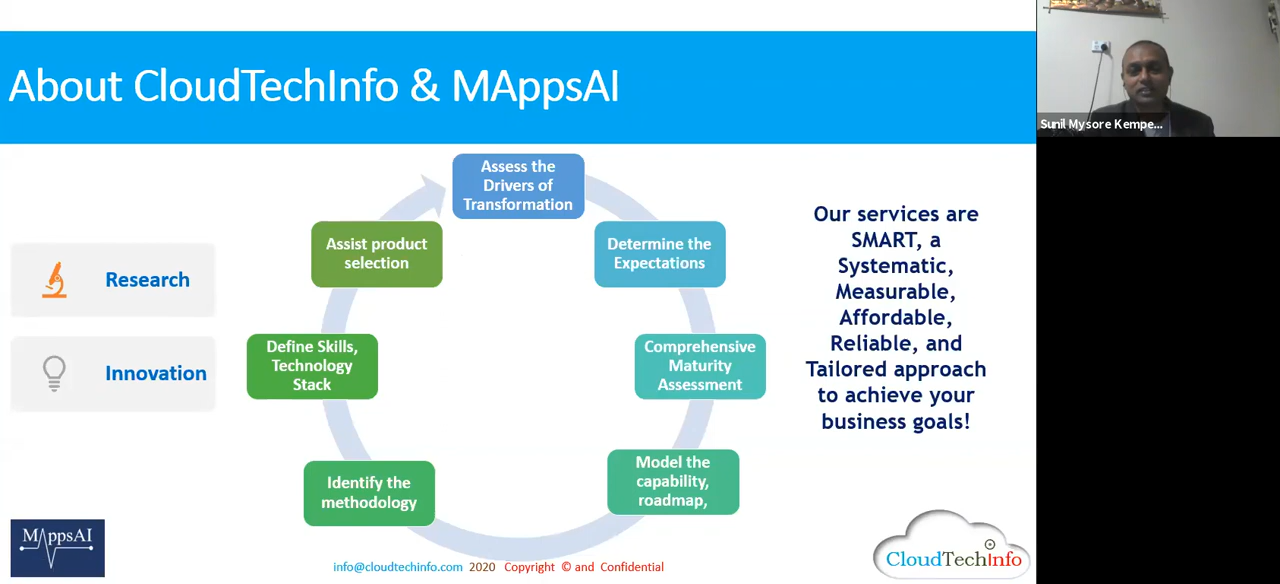 About CloudTechInfo & MAppsAI
Sunil Mysore Kempe...
Assess the
Drivers of
Transformation
Determine the
Expectations
Comprehensive
Maturity
Assessment
Model the
capability,
roadmap,
Identify the
methodology
Define Skills,
Technology
Stack
Assist product
selection
Research
Innovation
Our services are
SMART, a
Systematic,
Measurable,
Affordable,
Reliable, and
Tailored approach
to achieve your
business goals!
MAppsAI
info@cloudtechinfo.com 2020 Copyright © and Confidential
CloudTechInfo